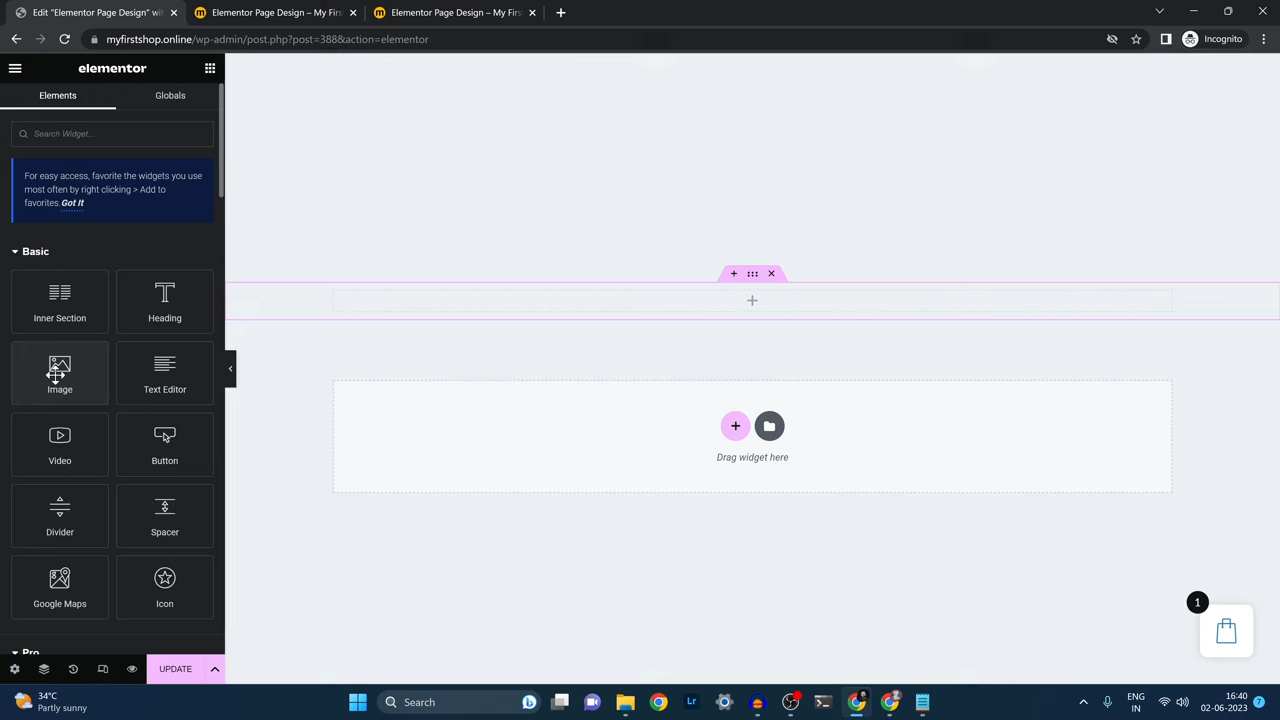 Edit "Elementor Page Design" wit
Elementor Page Design – My Firs
Elementor Page Design – My Firs
myfirstshop.online/wp-admin/post.php?post=388&action=elementor
Incognito
elementor
Elements
Globals
Search Widget...
For easy access, favorite the widgets you use
most often by right clicking > Add to
favorites. Got It
Basic
Inner Section
Heading
Image
Text Editor
Video
Button
Divider
Spacer
Google Maps
Icon
Pro
UPDATE
Drag widget here
1
34°C
Partly sunny
Search
Lr
ENG
IN
16:40
02-06-2023
7